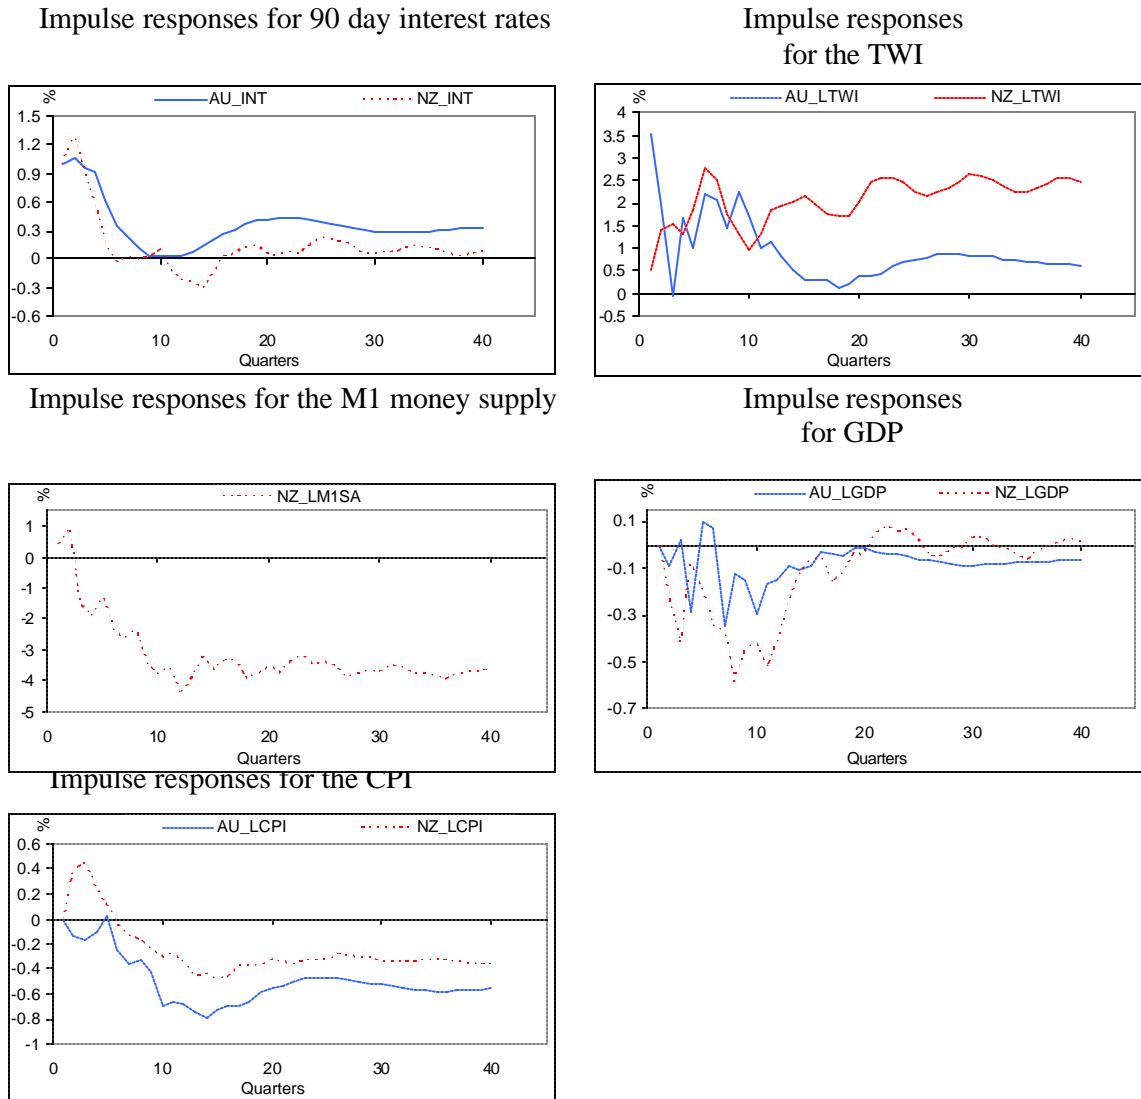 Impulse responses for 90 day interest rates
%
AU_INT NZ_INT
1.5
1.2
0.9
0.6
0.3
0
-0.3
-0.6
0 10 20 30 40
Quarters
Impulse responses
for the TWI
%
AU_LTWI NZ_LTWI
4
3.5
3
2.5
2
1.5
1
0.5
0
-0.5
0 10 20 30 40
Quarters
Impulse responses for the M1 money supply
%
NZ_LM1SA
1
0
-1
-2
-3
-4
-5
0 10 20 30 40
Quarters
Impulse responses
for GDP
%
AU_LGDP NZ_LGDP
0.1
-0.1
-0.3
-0.5
-0.7
0 10 20 30 40
Quarters
Impulse responses for the CPI
%
AU_LCPI NZ_LCPI
0.6
0.4
0.2
0
-0.2
-0.4
-0.6
-0.8
-1
0 10 20 30 40
Quarters